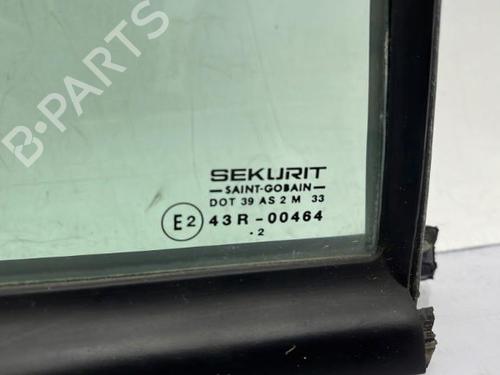 B-PARTS
SEKURIT
SAINT-GOBAIN
DOT 39 AS 2 M 33
E2 43R-00464
.2